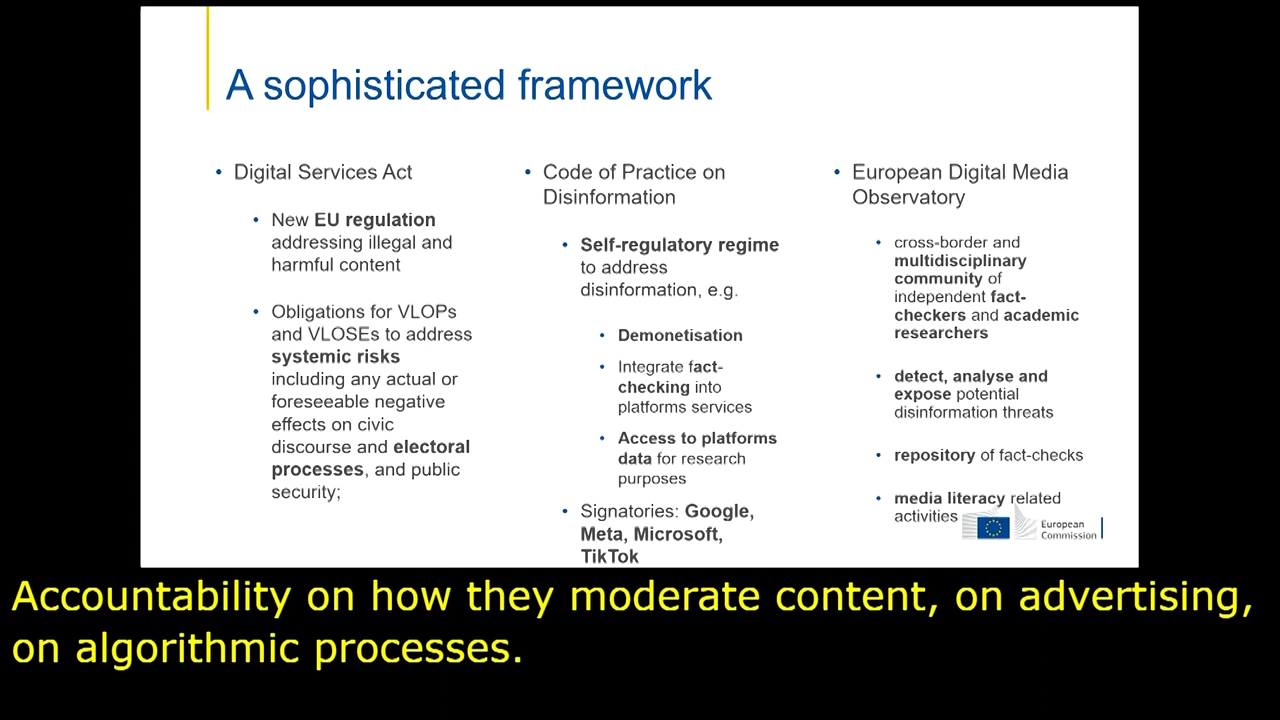 A sophisticated framework
• Digital Services Act
• New EU regulation
addressing illegal and
harmful content
• Obligations for VLOPs
and VLOSEs to address
systemic risks
including any actual or
foreseeable negative
effects on civic
discourse and electoral
processes, and public
security;
• Code of Practice on
Disinformation
• Self-regulatory regime
to address
disinformation, e.g.
• Demonetisation
• Integrate fact-
checking into
platforms services
• Access to platforms
data for research
purposes
• Signatories: Google,
Meta, Microsoft,
TikTok
• European Digital Media
Observatory
• cross-border and
multidisciplinary
community of
independent fact-
checkers and academic
researchers
• detect, analyse and
expose potential
disinformation threats
• repository of fact-checks
• media literacy related
activities
European
Commission
Accountability on how they moderate content, on advertising,
on algorithmic processes.